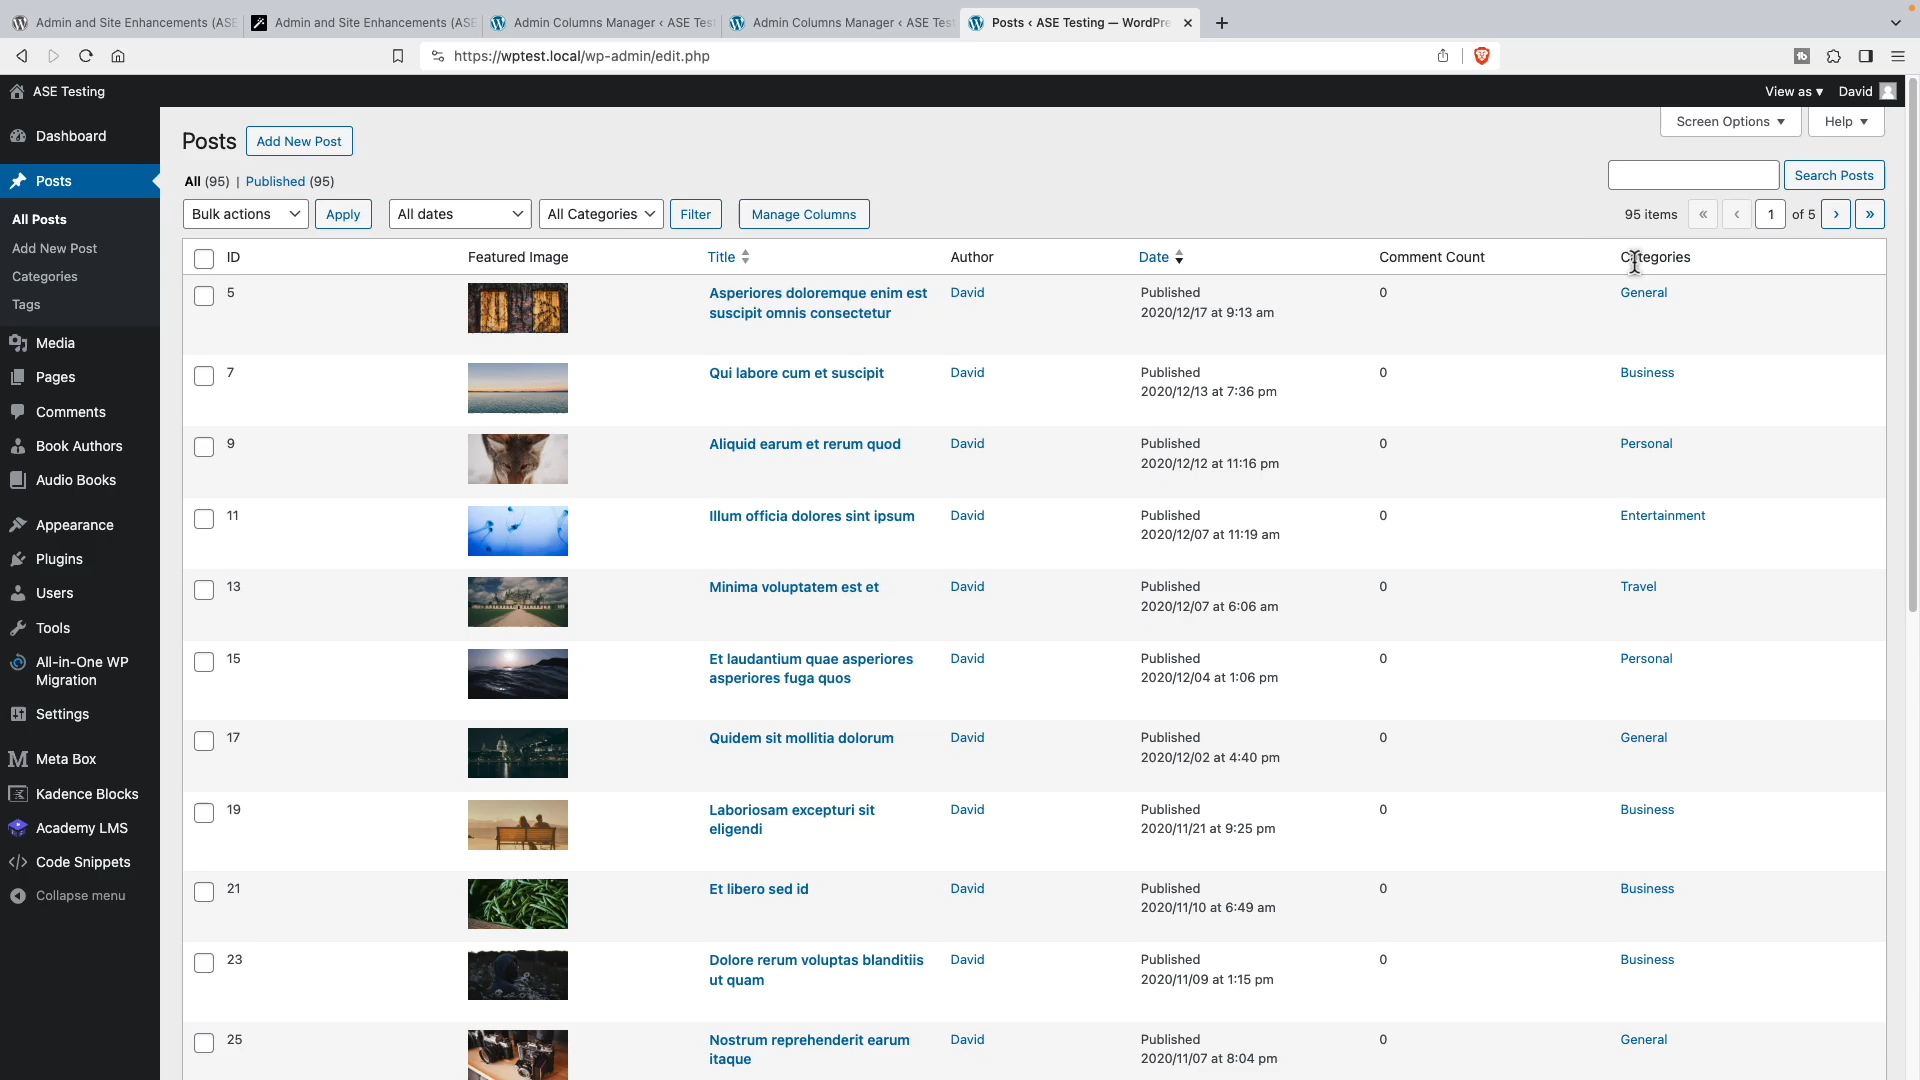 Admin and Site Enhancements (ASE
Admin and Site Enhancements (ASE
Admin Columns Manager ‹ ASE Tes
Admin Columns Manager ‹ ASE Tes
Posts ‹ ASE Testing — WordPre
https://wptest.local/wp-admin/edit.php
ASE Testing
View as ▾
David
Dashboard
Posts
All Posts
Add New Post
Categories
Tags
Media
Pages
Comments
Book Authors
Audio Books
Appearance
Plugins
Users
Tools
All-in-One WP
Migration
Settings
Meta Box
Kadence Blocks
Academy LMS
Code Snippets
Collapse menu
Screen Options ▼
Help ▼
Posts
Add New Post
All (95) | Published (95)
Search Posts
Bulk actions
Apply
All dates
All Categories
Filter
Manage Columns
95 items « ‹ 1 of 5 › »
ID Featured Image Title Author Date Comment Count Categories
5 Asperiores doloremque enim est David Published 0 General
suscipit omnis consectetur 2020/12/17 at 9:13 am
7 Qui labore cum et suscipit David Published 0 Business
2020/12/13 at 7:36 pm
9 Aliquid earum et rerum quod David Published 0 Personal
2020/12/12 at 11:16 pm
11 Illum officia dolores sint ipsum David Published 0 Entertainment
2020/12/07 at 11:19 am
13 Minima voluptatem est et David Published 0 Travel
2020/12/07 at 6:06 am
15 Et laudantium quae asperiores David Published 0 Personal
asperiores fuga quos 2020/12/04 at 1:06 pm
17 Quidem sit mollitia dolorum David Published 0 General
2020/12/02 at 4:40 pm
19 Laboriosam excepturi sit David Published 0 Business
eligendi 2020/11/21 at 9:25 pm
21 Et libero sed id David Published 0 Business
2020/11/10 at 6:49 am
23 Dolore rerum voluptas blanditiis David Published 0 Business
ut quam 2020/11/09 at 1:15 pm
25 Nostrum reprehenderit earum David Published 0 General
itaque 2020/11/07 at 8:04 pm